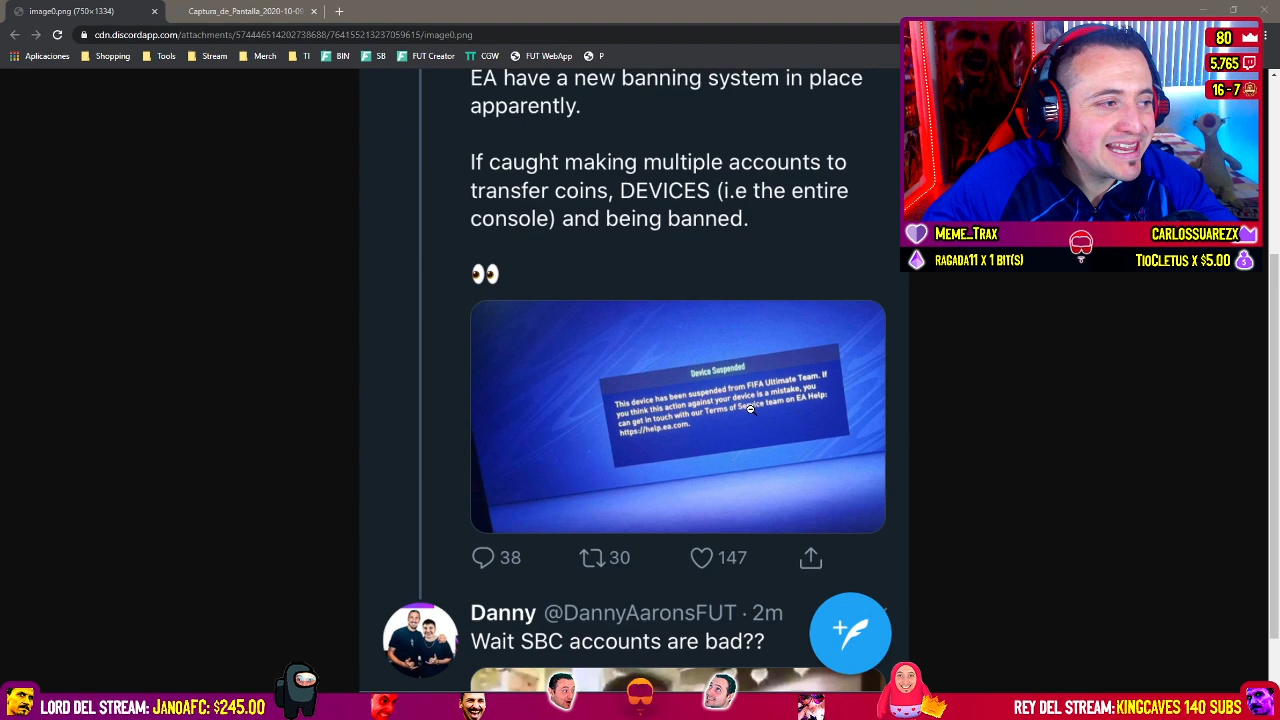 image0.png (750×1334)
Captura_de_Pantalla_2020-10-09
cdn.discordapp.com/attachments/574446514202738688/764155213237059615/image0.png
Aplicaciones
Shopping
Tools
Stream
Merch
TI
BIN
SB
FUT Creator
TT CGW
FUT WebApp
P
80
5.765
16 - 7
EA have a new banning system in place
apparently.
If caught making multiple accounts to
transfer coins, DEVICES (i.e the entire
console) and being banned.
Meme_Trax
CARLOSSUAREZX
RAGADA11 X 1 BIT(S)
TIOCLETUS X $5.00
3
Device Suspended
This device has been suspended from FIFA Ultimate Team. If
you think this action against your device is a mistake, you
can get in touch with our Terms of Service team on EA Help:
https://help.ea.com.
38
30
147
Danny @DannyAaronsFUT · 2m
Wait SBC accounts are bad??
LORD DEL STREAM: JANOAFC: $245.00
REY DEL STREAM: KINGCAVES 140 SUBS